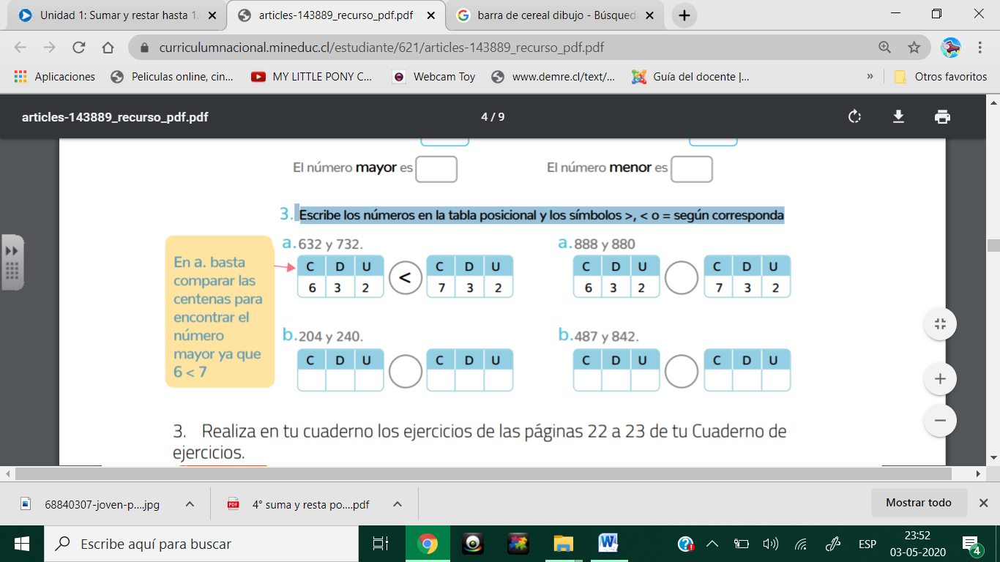 Unidad 1: Sumar y restar hasta 1.
articles-143889_recurso_pdf.pdf
barra de cereal dibujo - Búsqued
curriculumnacional.mineduc.cl/estudiante/621/articles-143889_recurso_pdf.pdf
Aplicaciones
Peliculas online, cin...
MY LITTLE PONY C...
Webcam Toy
www.demre.cl/text/...
Guía del docente |...
»
Otros favoritos
articles-143889_recurso_pdf.pdf
4 / 9
El número mayor es
El número menor es
3. Escribe los números en la tabla posicional y los símbolos >, < o = según corresponda
En a. basta
comparar las
centenas para
encontrar el
número
mayor ya que
6 < 7
a. 632 y 732.
C D U C D U
6 3 2 < 7 3 2
a. 888 y 880
C D U C D U
6 3 2 7 3 2
b. 204 y 240.
C D U C D U
b. 487 y 842.
C D U C D U
3. Realiza en tu cuaderno los ejercicios de las páginas 22 a 23 de tu Cuaderno de
ejercicios.
68840307-joven-p....jpg
PDF
4° suma y resta po....pdf
Mostrar todo
Escribe aquí para buscar
W
ESP
23:52
03-05-2020
4